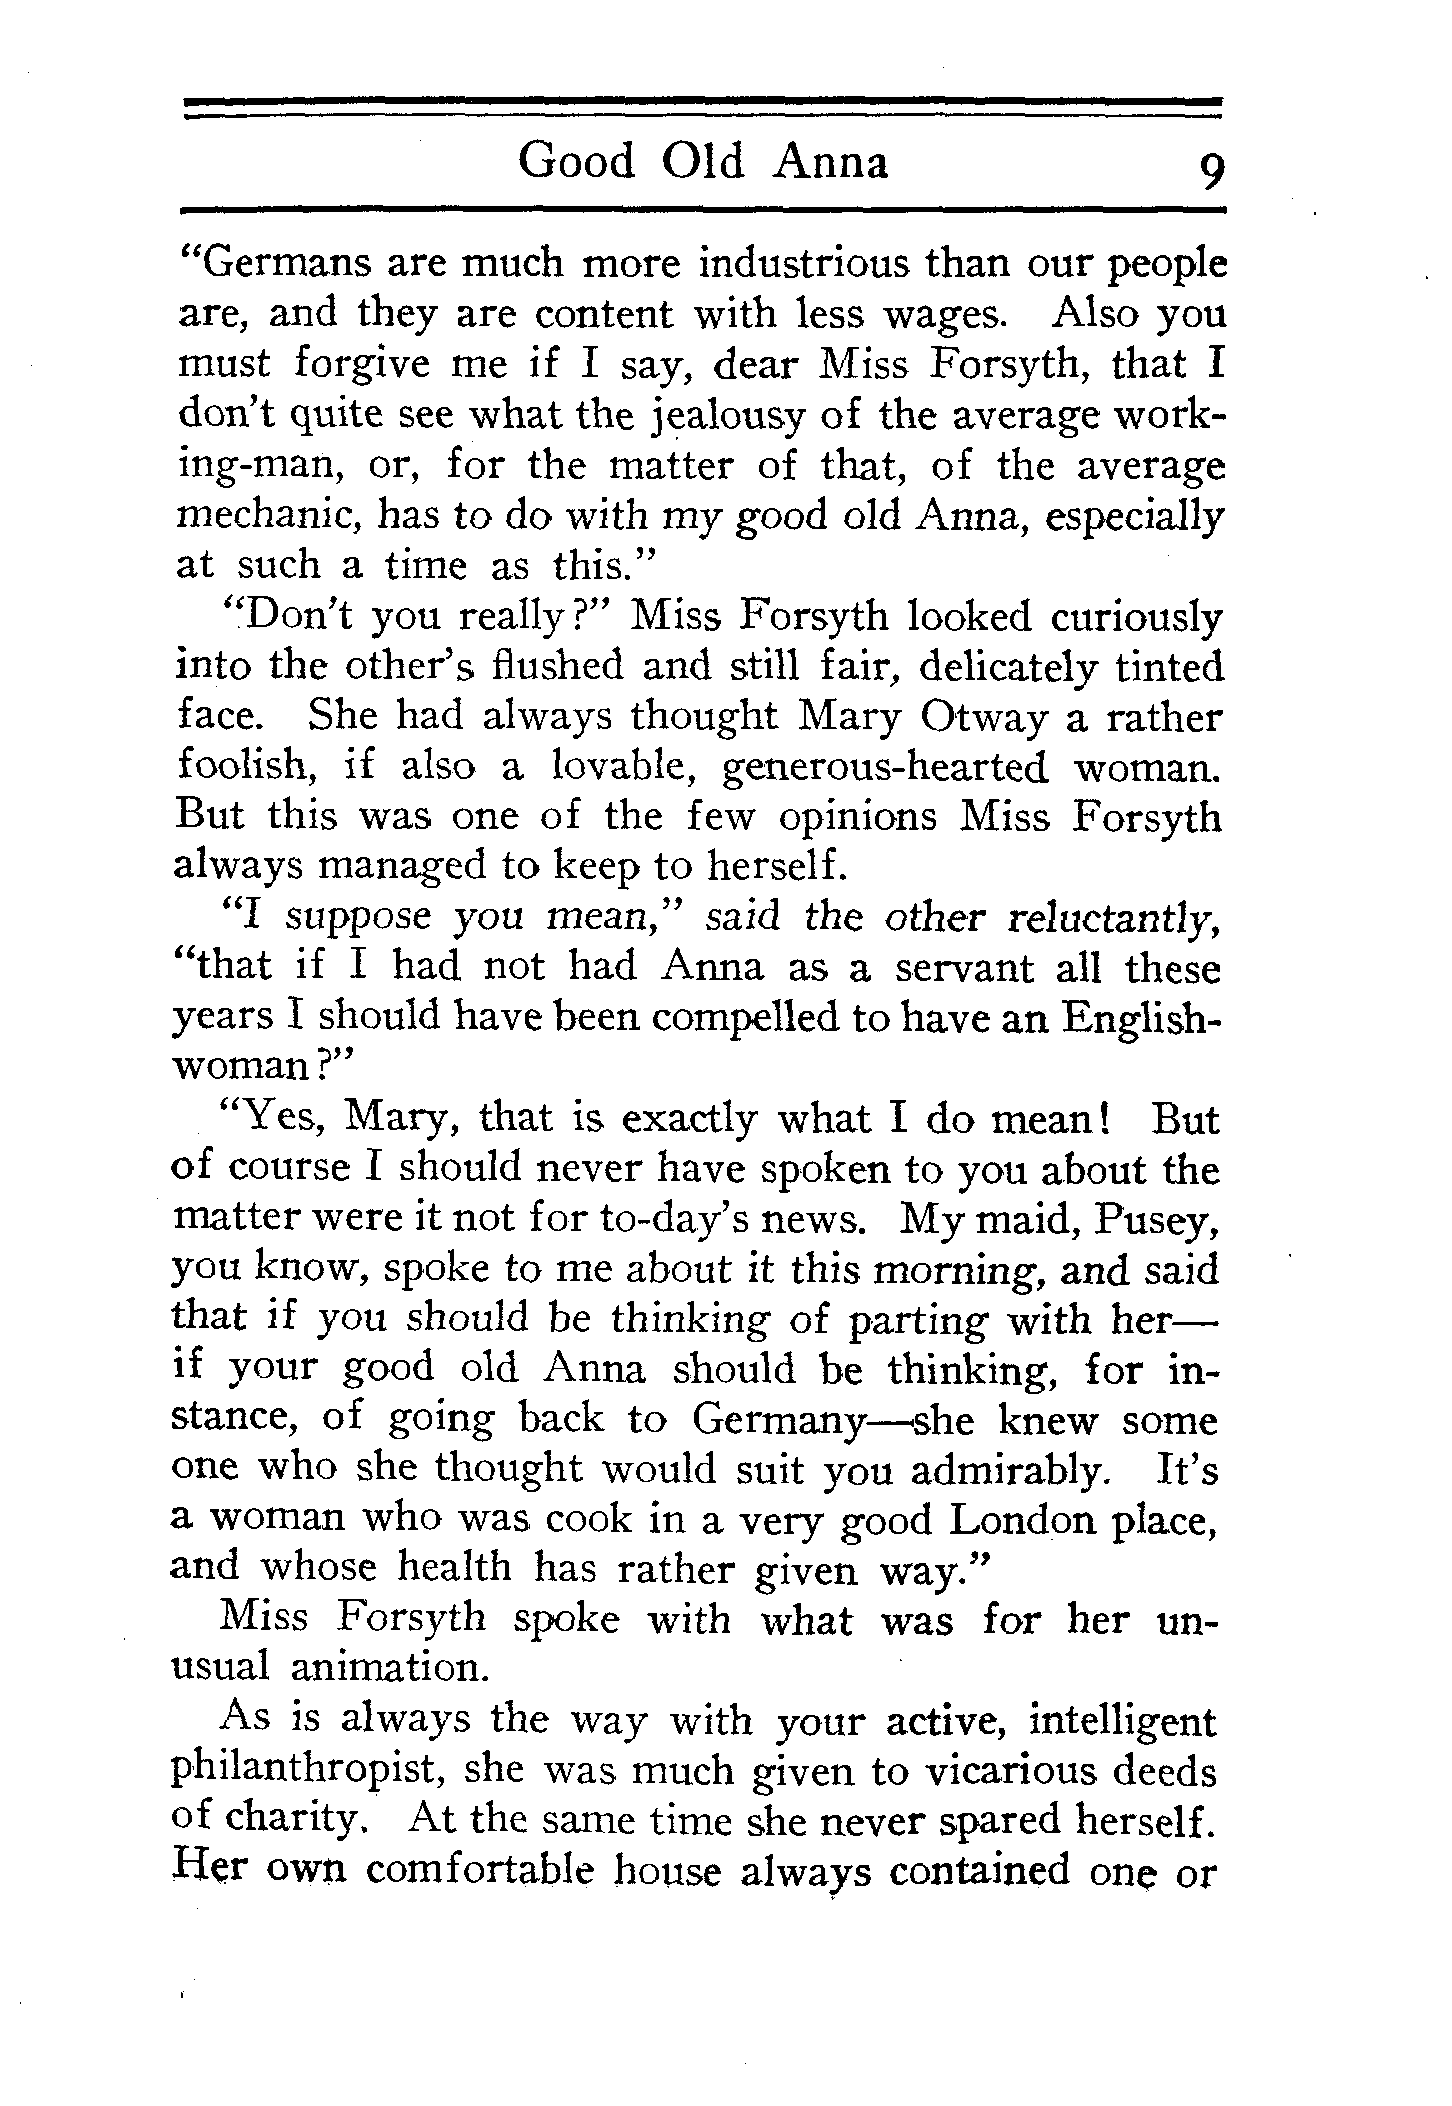 Good Old Anna 9
"Germans are much more industrious than our people
are, and they are content with less wages. Also you
must forgive me if I say, dear Miss Forsyth, that I
don't quite see what the jealousy of the average work-
ing-man, or, for the matter of that, of the average
mechanic, has to do with my good old Anna, especially
at such a time as this."
"Don't you really?" Miss Forsyth looked curiously
into the other's flushed and still fair, delicately tinted
face. She had always thought Mary Otway a rather
foolish, if also a lovable, generous-hearted woman.
But this was one of the few opinions Miss Forsyth
always managed to keep to herself.
"I suppose you mean," said the other reluctantly,
"that if I had not had Anna as a servant all these
years I should have been compelled to have an English-
woman?"
"Yes, Mary, that is exactly what I do mean! But
of course I should never have spoken to you about the
matter were it not for to-day's news. My maid, Pusey,
you know, spoke to me about it this morning, and said
that if you should be thinking of parting with her—
if your good old Anna should be thinking, for in-
stance, of going back to Germany—she knew some
one who she thought would suit you admirably. It's
a woman who was cook in a very good London place,
and whose health has rather given way."
Miss Forsyth spoke with what was for her un-
usual animation.
As is always the way with your active, intelligent
philanthropist, she was much given to vicarious deeds
of charity. At the same time she never spared herself.
Her own comfortable house always contained one or